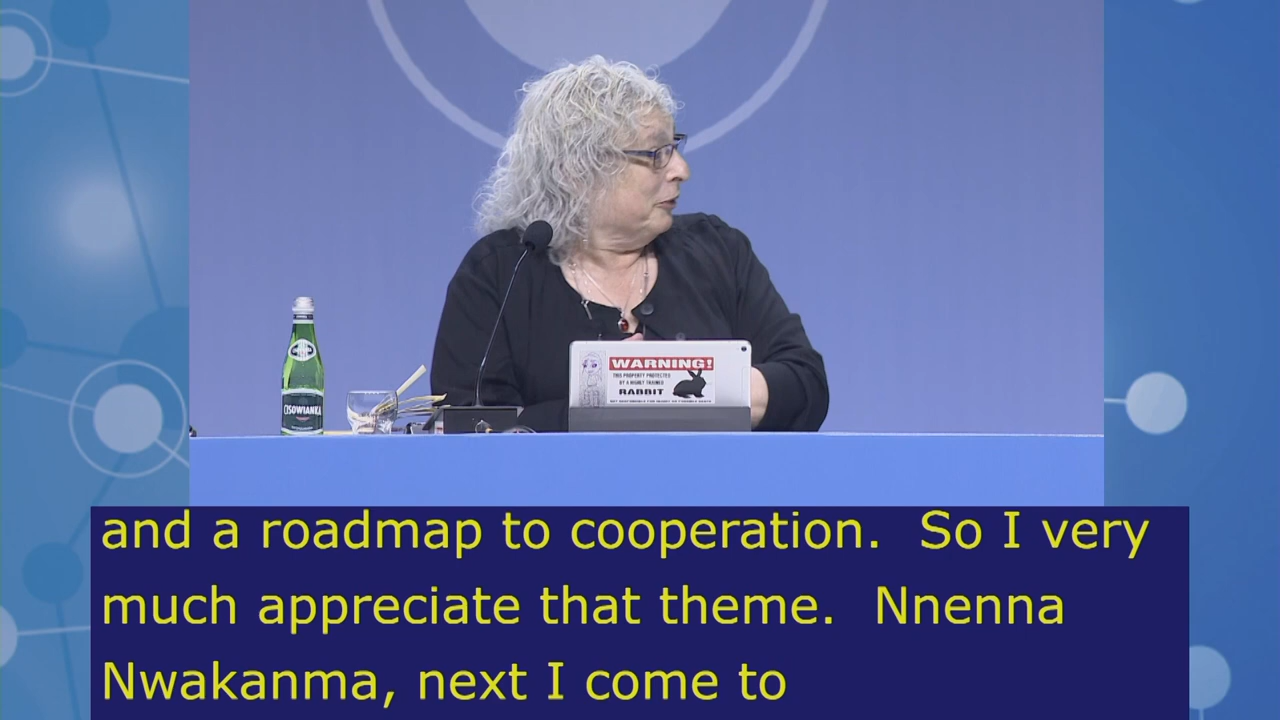 WARNING!
THIS PROPERTY PROTECTED
BY A HIGHLY TRAINED
RABBIT
CISOWIANKA
and a roadmap to cooperation.  So I very
much appreciate that theme.  Nnenna
Nwakanma, next I come to